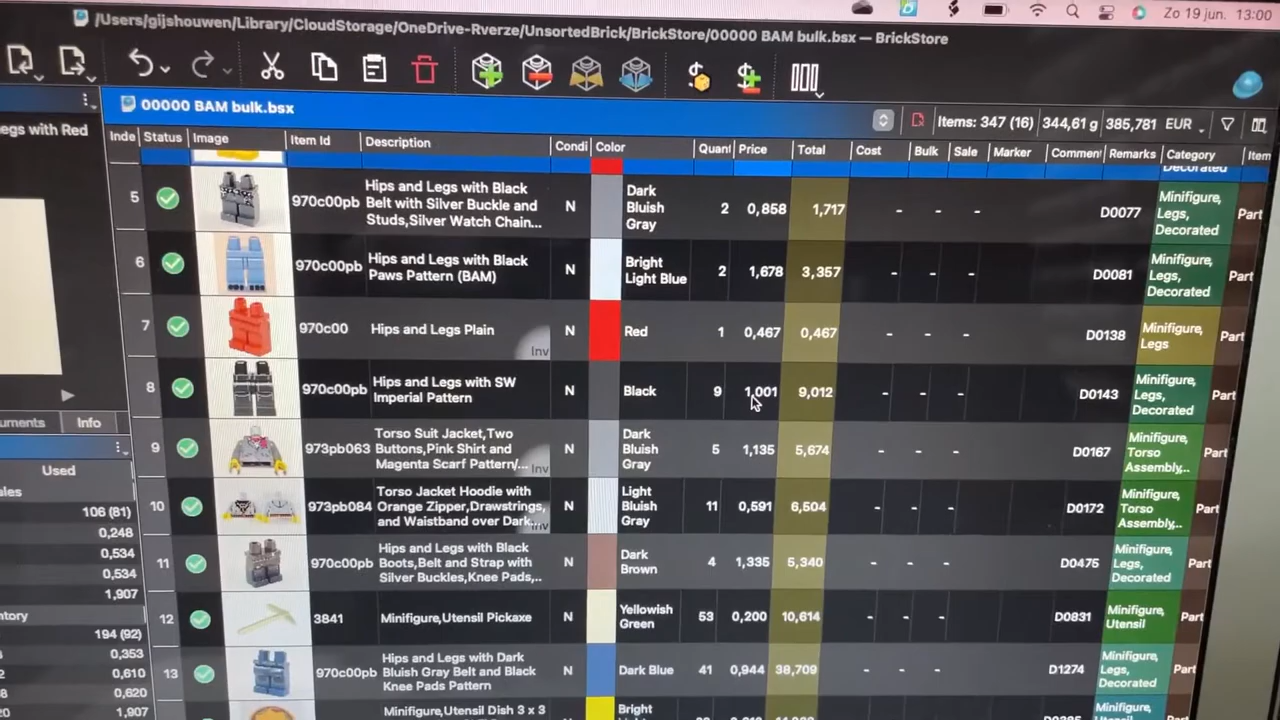 /Users/gijshouwen/Library/CloudStorage/OneDrive-Rverze/UnsortedBrick/BrickStore/00000 BAM bulk.bsx — BrickStore
Zo 19 jun. 13:00
00000 BAM bulk.bsx
Items: 347 (16) 344,61 g 385,781 EUR
egs with Red
Inde Status Image Item Id Description Condi Color Quant Price Total Cost Bulk Sale Marker Comment Remarks Category Item
Decorated
5 970c00pb Hips and Legs with Black Belt with Silver Buckle and Studs,Silver Watch Chain... N Dark Bluish Gray 2 0,858 1,717 - - - D0077 Minifigure, Legs, Decorated Part
6 970c00pb Hips and Legs with Black Paws Pattern (BAM) N Bright Light Blue 2 1,678 3,357 - - - D0081 Minifigure, Legs, Decorated Part
7 970c00 Hips and Legs Plain Inv N Red 1 0,467 0,467 - - - D0138 Minifigure, Legs Part
8 970c00pb Hips and Legs with SW Imperial Pattern N Black 9 1,001 9,012 - - - D0143 Minifigure, Legs, Decorated Part
9 973pb063 Torso Suit Jacket,Two Buttons,Pink Shirt and Magenta Scarf Pattern/... Inv N Dark Bluish Gray 5 1,135 5,674 - - - D0167 Minifigure, Torso Assembly,.. Part
10 973pb084 Torso Jacket Hoodie with Orange Zipper,Drawstrings, and Waistband over Dark... Inv N Light Bluish Gray 11 0,591 6,504 - - - D0172 Minifigure, Torso Assembly,.. Part
11 970c00pb Hips and Legs with Black Boots,Belt and Strap with Silver Buckles,Knee Pads,.. N Dark Brown 4 1,335 5,340 - - - D0475 Minifigure, Legs, Decorated Part
12 3841 Minifigure,Utensil Pickaxe N Yellowish Green 53 0,200 10,614 - - - D0831 Minifigure, Utensil Part
13 970c00pb Hips and Legs with Dark Bluish Gray Belt and Black Knee Pads Pattern N Dark Blue 41 0,944 38,709 - - - D1274 Minifigure, Legs, Decorated Part
Minifigure,Utensil Dish 3 x 3 Bright Minifigure,
uments Info
Used
ales
106 (81)
0,248
0,534
0,534
1,907
ntory
194 (92)
0,353
0,610
0,620
1,907